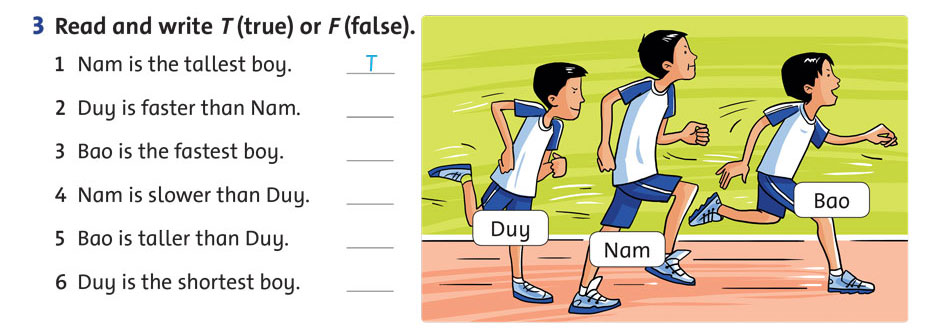 3 Read and write T (true) or F (false).
1 Nam is the tallest boy. T
2 Duy is faster than Nam. ____
3 Bao is the fastest boy. ____
4 Nam is slower than Duy. ____
5 Bao is taller than Duy. ____
6 Duy is the shortest boy. ____
Duy
Nam
Bao